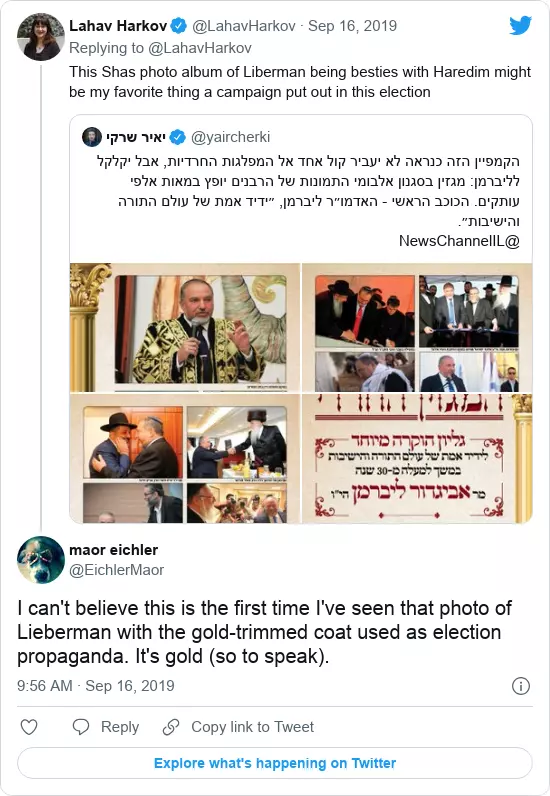 Lahav Harkov @LahavHarkov · Sep 16, 2019
Replying to @LahavHarkov
This Shas photo album of Liberman being besties with Haredim might
be my favorite thing a campaign put out in this election
יאיר שרקי @yaircherki
הקמפיין הזה כנראה לא יעביר קול אחד אל המפלגות החרדיות, אבל יקלקל
לליברמן: מגזין בסגנון אלבומי התמונות של הרבנים יופץ במאות אלפי
עותקים. הכוכב הראשי - האדמו״ר ליברמן, ״ידיד אמת של עולם התורה
והישיבות״.
@NewsChannelIL
גליון הוקרה מיוחד
לידיד אמת של עולם התורה והישיבות
במשך למעלה מ-30 שנה
מר אביגדור ליברמן הי״ו
maor eichler
@EichlerMaor
I can't believe this is the first time I've seen that photo of
Lieberman with the gold-trimmed coat used as election
propaganda. It's gold (so to speak).
9:56 AM · Sep 16, 2019
Reply Copy link to Tweet
Explore what's happening on Twitter